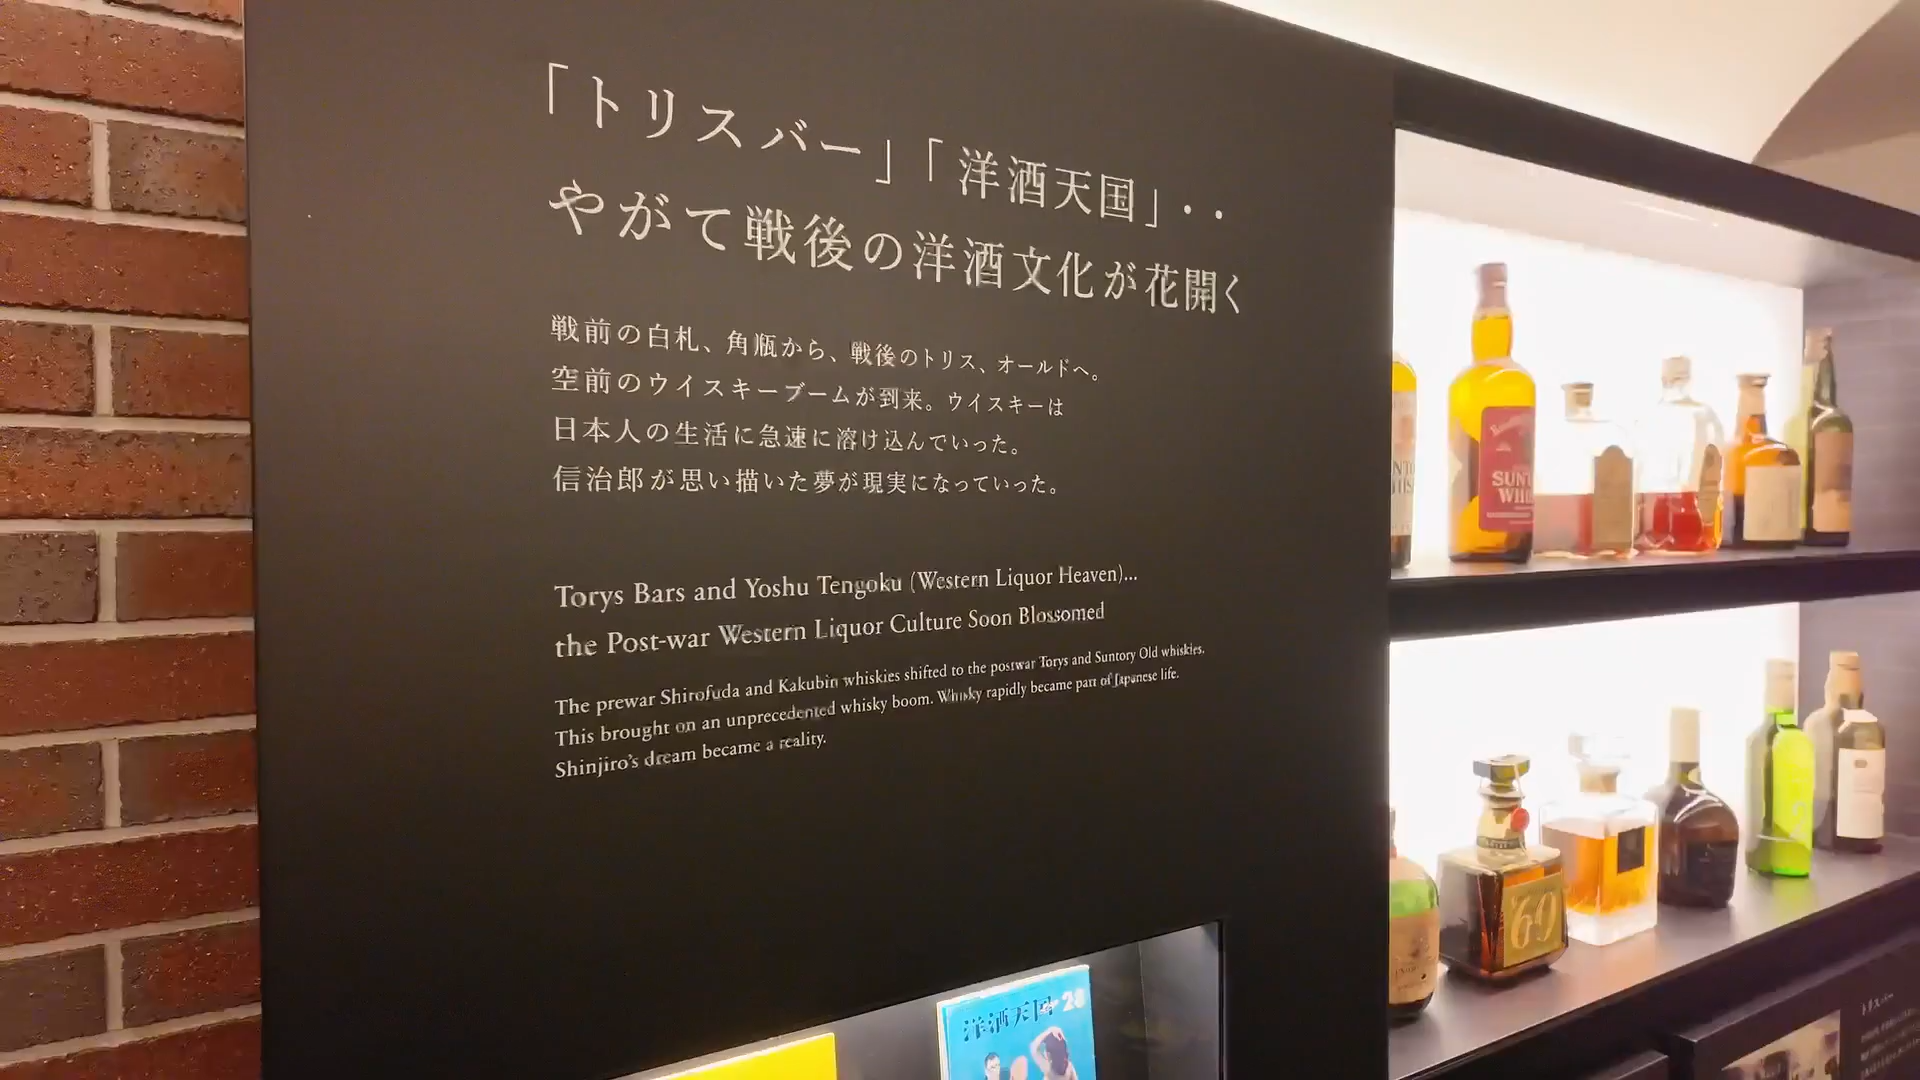 「トリスバー」「洋酒天国」・・
やがて戦後の洋酒文化が花開く
戦前の白札、角瓶から、戦後のトリス、オールドへ。
空前のウイスキーブームが到来。ウイスキーは
日本人の生活に急速に溶け込んでいった。
信治郎が思い描いた夢が現実になっていった。
Torys Bars and Yoshu Tengoku (Western Liquor Heaven)...
the Post-war Western Liquor Culture Soon Blossomed
The prewar Shirofuda and Kakubin whiskies shifted to the postwar Torys and Suntory Old whiskies.
This brought on an unprecedented whisky boom. Whisky rapidly became part of Japanese life.
Shinjiro's dream became a reality.
洋酒天国 28
69
トリスバー